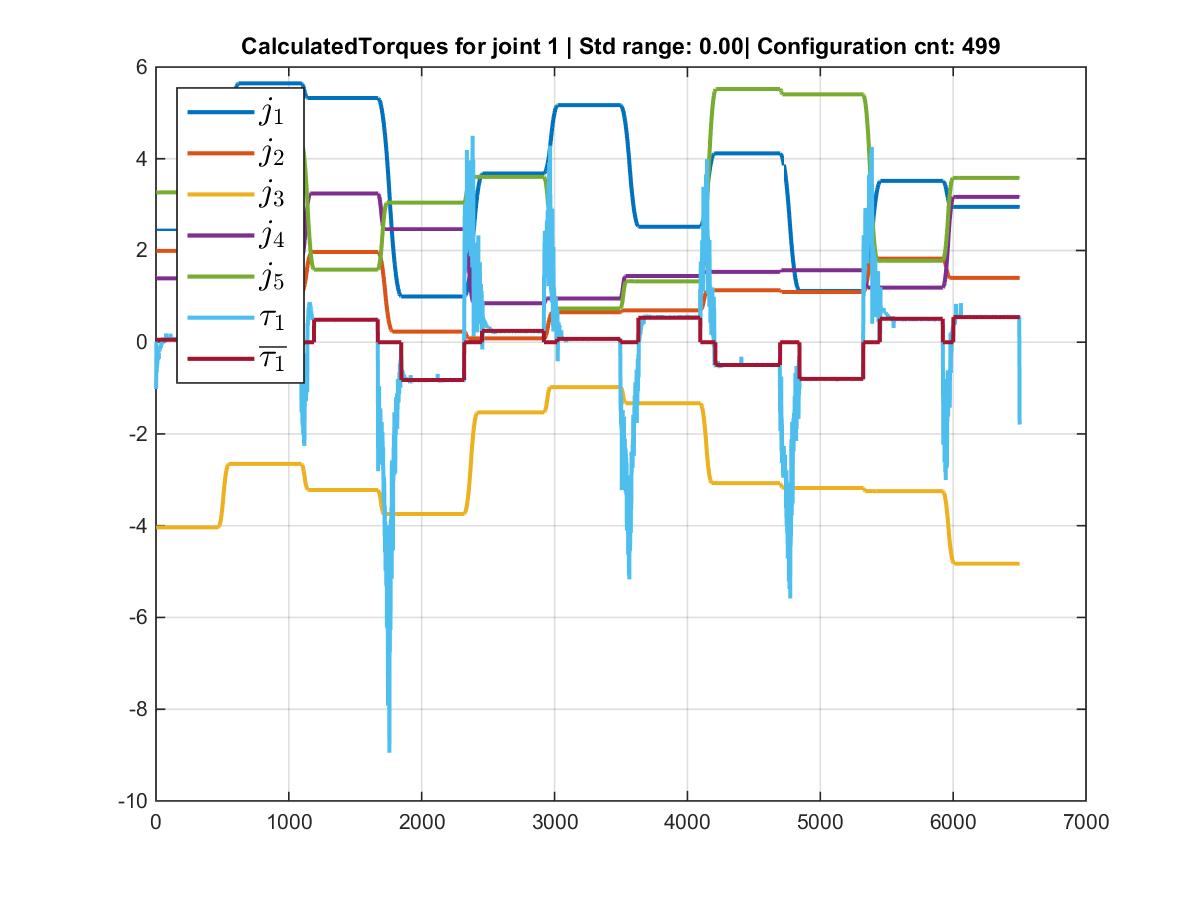 CalculatedTorques for joint 1 | Std range: 0.00| Configuration cnt: 499
6
4
2
0
-2
-4
-6
-8
-10
j₁
j₂
j₃
j₄
j₅
τ₁
τ̅₁
0 1000 2000 3000 4000 5000 6000 7000